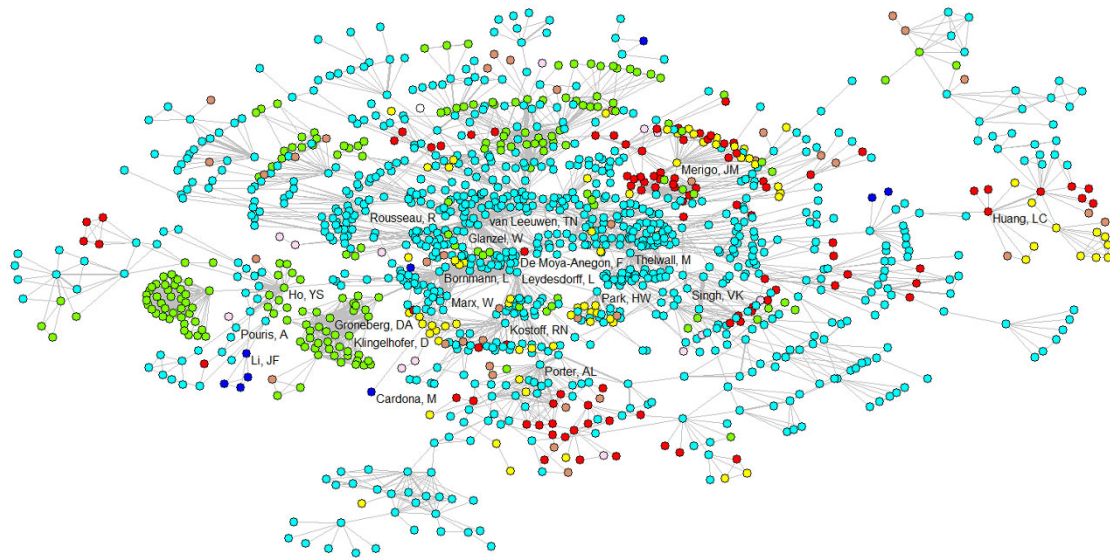 Merigo, JM
Rousseau, R
van Leeuwen, TN
Huang, LC
Glanzel, W
De Moya-Anegon, F
Thelwall, M
Bornmann, L
Leydesdorff, L
Ho, YS
Marx, W
Park, HW
Singh, VK
Groneberg, DA
Kostoff, RN
Pouris, A
Klingelhofer, D
Li, JF
Porter, AL
Cardona, M